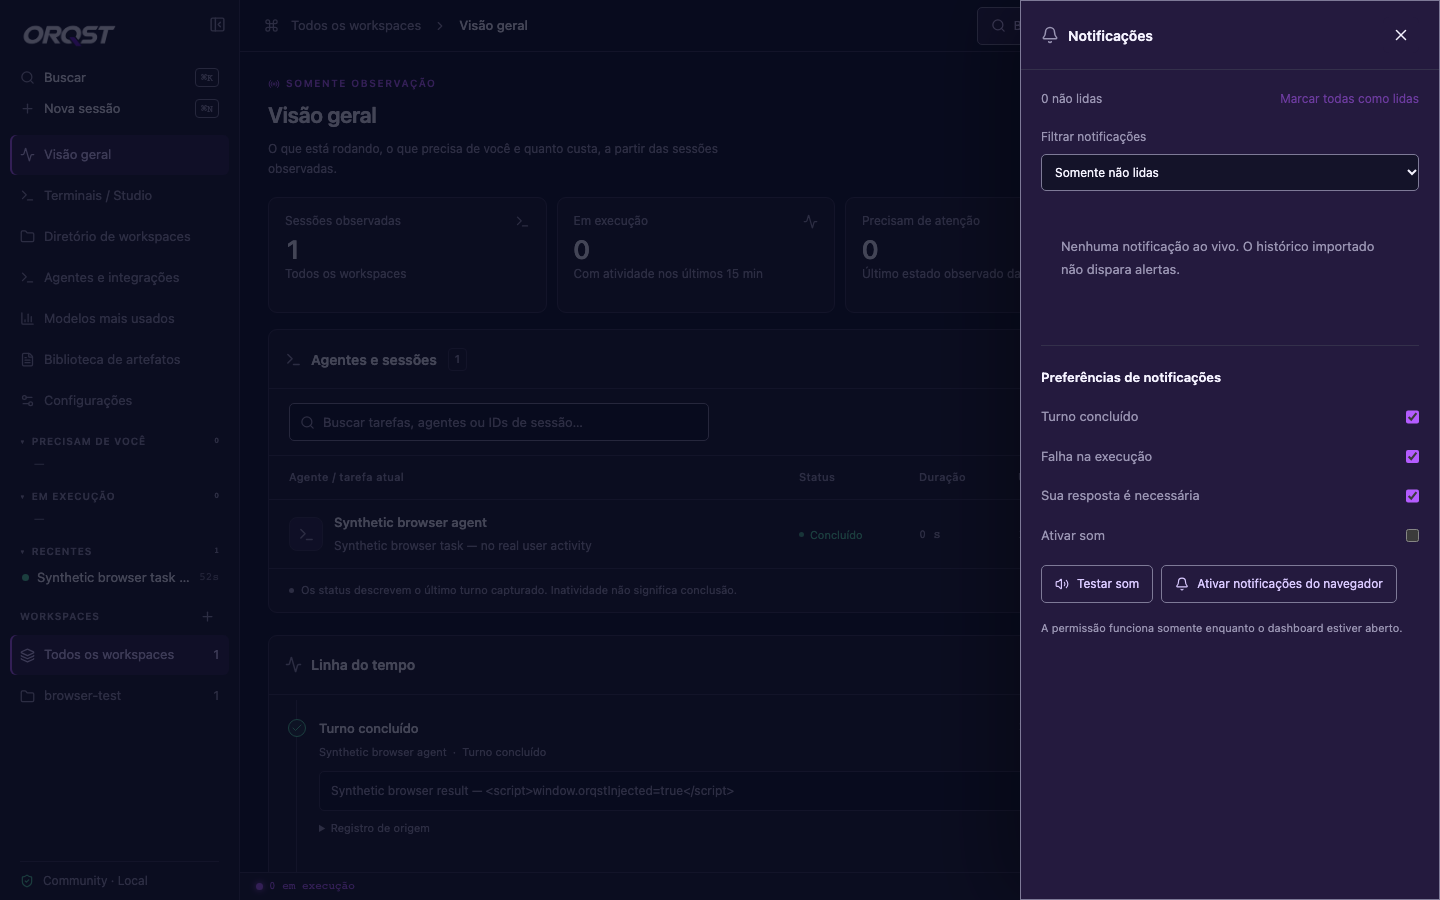 ORQST
Buscar ⌘K
Nova sessão ⌘N
Visão geral
Terminais / Studio
Diretório de workspaces
Agentes e integrações
Modelos mais usados
Biblioteca de artefatos
Configurações
PRECISAM DE VOCÊ 0
—
EM EXECUÇÃO 0
—
RECENTES 1
Synthetic browser task ... 52s
WORKSPACES
Todos os workspaces 1
browser-test 1
Community · Local
Todos os workspaces > Visão geral
B
SOMENTE OBSERVAÇÃO
Visão geral
O que está rodando, o que precisa de você e quanto custa, a partir das sessões
observadas.
Sessões observadas
1
Todos os workspaces
Em execução
0
Com atividade nos últimos 15 min
Precisam de atenção
0
Último estado observado da
Agentes e sessões 1
Buscar tarefas, agentes ou IDs de sessão...
Agente / tarefa atual Status Duração
Synthetic browser agent
Synthetic browser task — no real user activity
Concluído 0 s
Os status descrevem o último turno capturado. Inatividade não significa conclusão.
Linha do tempo
Turno concluído
Synthetic browser agent · Turno concluído
Synthetic browser result — <script>window.orqstInjected=true</script>
Registro de origem
0 em execução
Notificações
0 não lidas Marcar todas como lidas
Filtrar notificações
Somente não lidas
Nenhuma notificação ao vivo. O histórico importado
não dispara alertas.
Preferências de notificações
Turno concluído
Falha na execução
Sua resposta é necessária
Ativar som
Testar som Ativar notificações do navegador
A permissão funciona somente enquanto o dashboard estiver aberto.